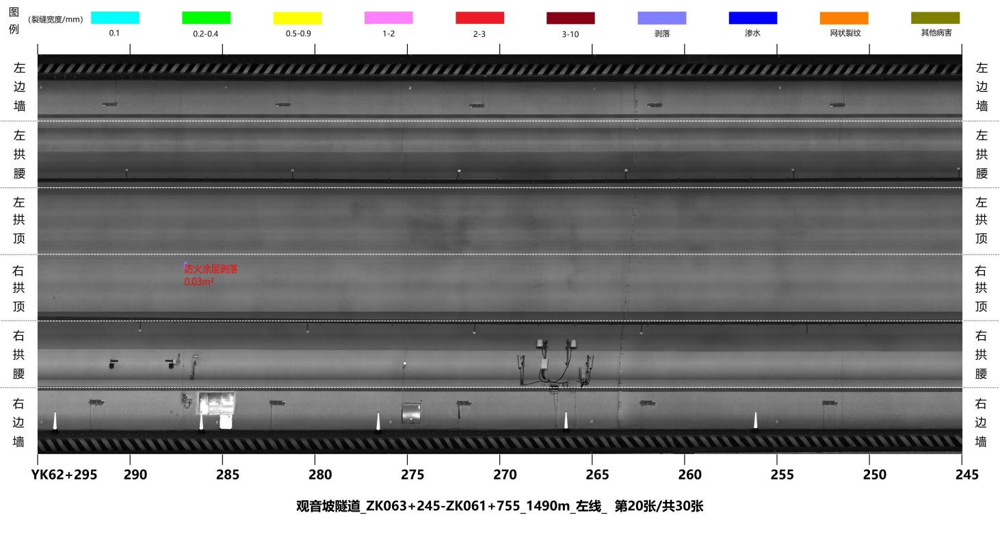 图例
(裂缝宽度/mm)
0.1
0.2-0.4
0.5-0.9
1-2
2-3
3-10
剥落
渗水
网状裂纹
其他病害
左边墙
左边墙
左拱腰
左拱腰
左拱顶
左拱顶
右拱顶
防火涂层剥落
0.03m²
右拱顶
右拱腰
右拱腰
右边墙
右边墙
YK62+295 290 285 280 275 270 265 260 255 250 245
观音坡隧道_ZK063+245-ZK061+755_1490m_左线_ 第20张/共30张